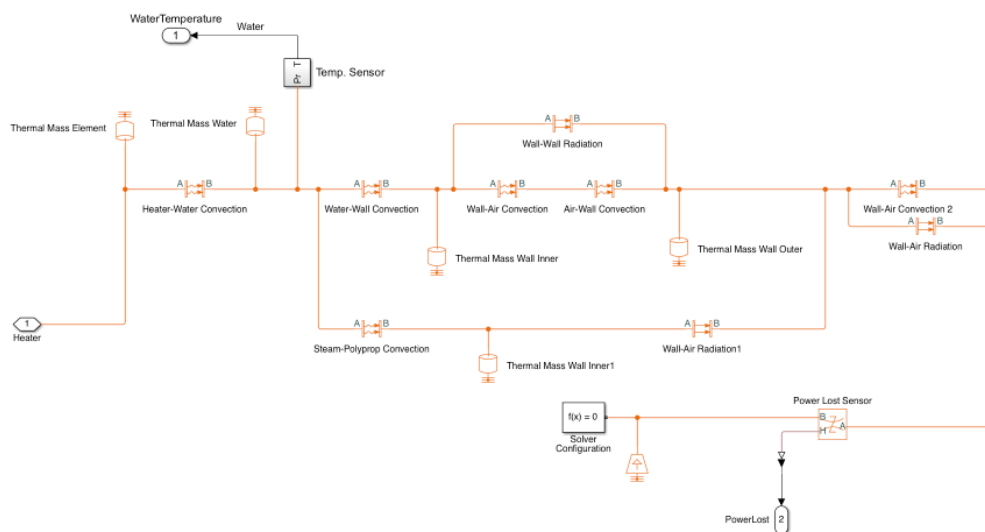 WaterTemperature
1
Water
T
Pr
Temp. Sensor
Thermal Mass Element
Thermal Mass Water
A B
Wall-Wall Radiation
A B
Heater-Water Convection
A B
Water-Wall Convection
A B
Wall-Air Convection
A B
Air-Wall Convection
A B
Wall-Air Convection 2
A B
Wall-Air Radiation
Thermal Mass Wall Inner
Thermal Mass Wall Outer
1
Heater
A B
Steam-Polyprop Convection
A B
Wall-Air Radiation1
Thermal Mass Wall Inner1
f(x) = 0
Solver
Configuration
Power Lost Sensor
B
H
A
PowerLost
2